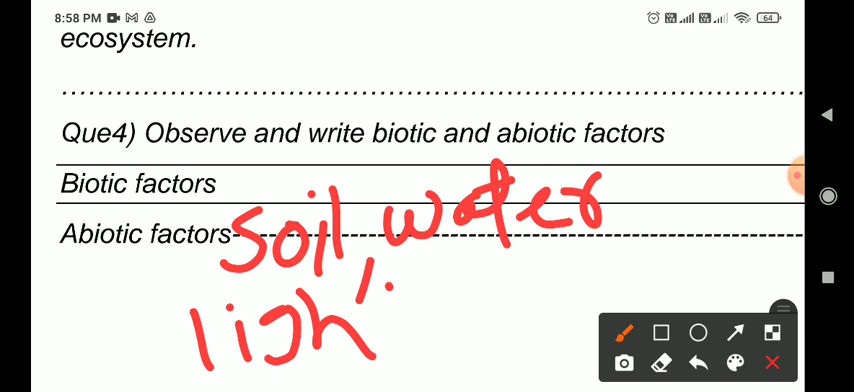 8:58 PM 64
ecosystem.
Que4) Observe and write biotic and abiotic factors
Biotic factors
Abiotic factors soil, water
ligh